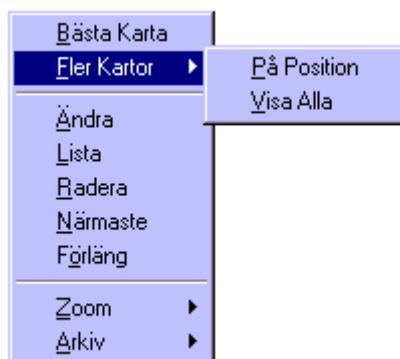 Bästa Karta
Fler Kartor
På Position
Visa Alla
Ändra
Lista
Radera
Närmaste
Förläng
Zoom
Arkiv